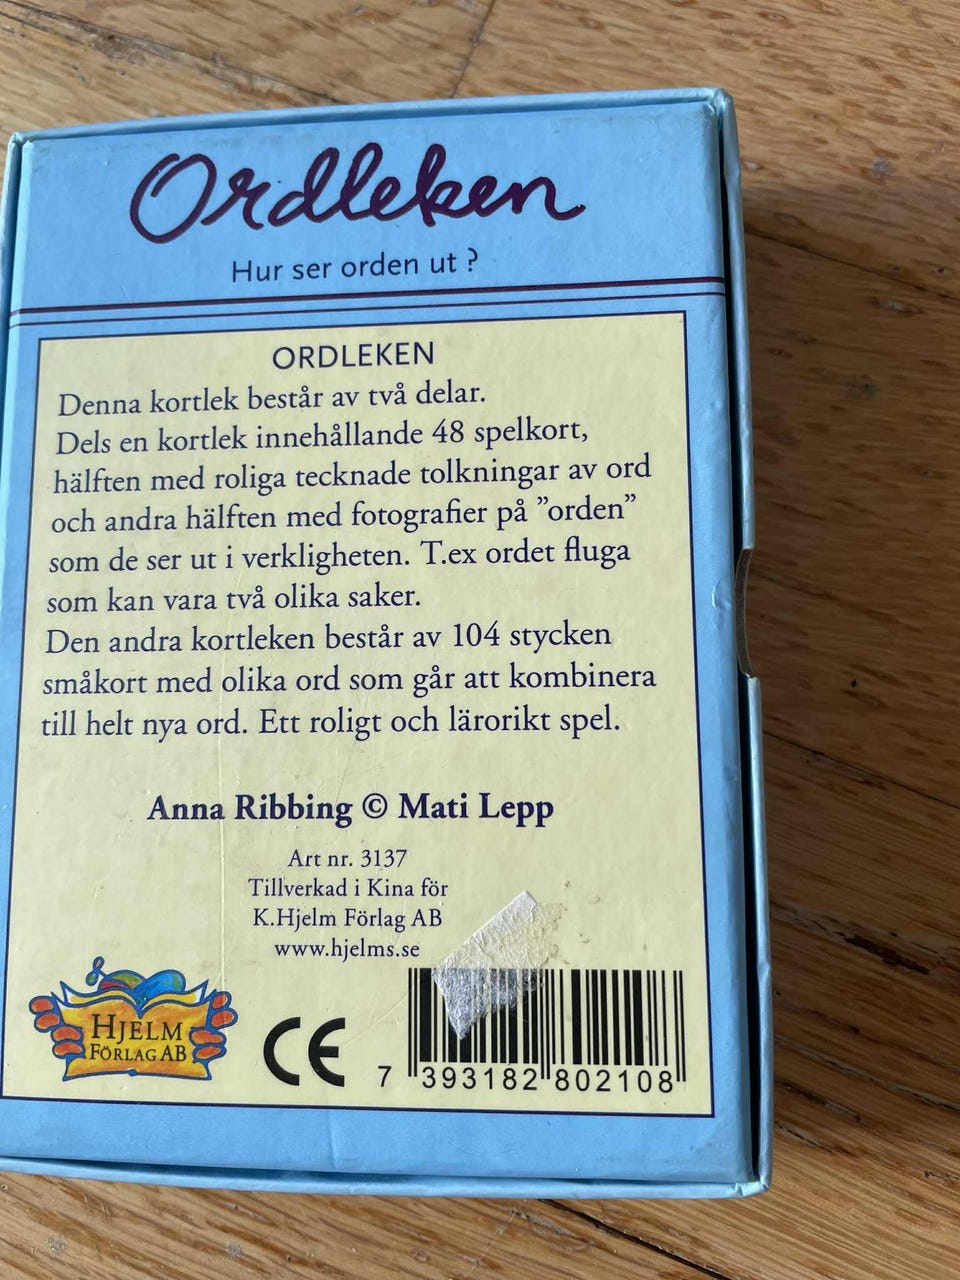 Ordleken
Hur ser orden ut ?
ORDLEKEN
Denna kortlek består av två delar.
Dels en kortlek innehållande 48 spelkort,
hälften med roliga tecknade tolkningar av ord
och andra hälften med fotografier på ”orden”
som de ser ut i verkligheten. T.ex ordet fluga
som kan vara två olika saker.
Den andra kortleken består av 104 stycken
småkort med olika ord som går att kombinera
till helt nya ord. Ett roligt och lärorikt spel.
Anna Ribbing © Mati Lepp
Art nr. 3137
Tillverkad i Kina för
K.Hjelm Förlag AB
www.hjelms.se
HJELM
FÖRLAG AB
CE
7 393182 802108